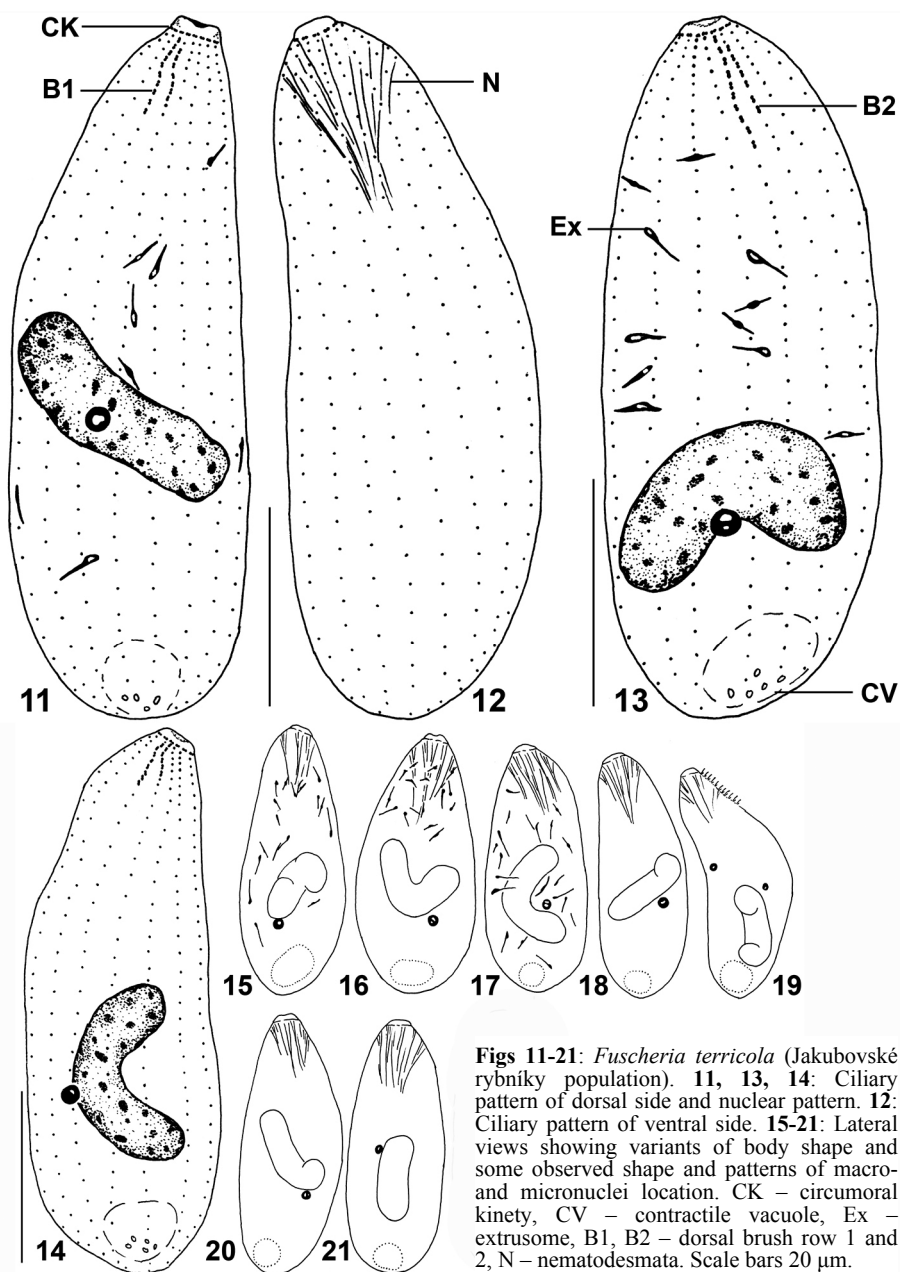 CK
B1
N
B2
Ex
11
12
13
CV
14
15
16
17
18
19
20
21
Figs 11-21: Fuscheria terricola (Jakubovské
rybníky population). 11, 13, 14: Ciliary
pattern of dorsal side and nuclear pattern. 12:
Ciliary pattern of ventral side. 15-21: Lateral
views showing variants of body shape and
some observed shape and patterns of macro-
and micronuclei location. CK – circumoral
kinety, CV – contractile vacuole, Ex –
extrusome, B1, B2 – dorsal brush row 1 and
2, N – nematodesmata. Scale bars 20 μm.